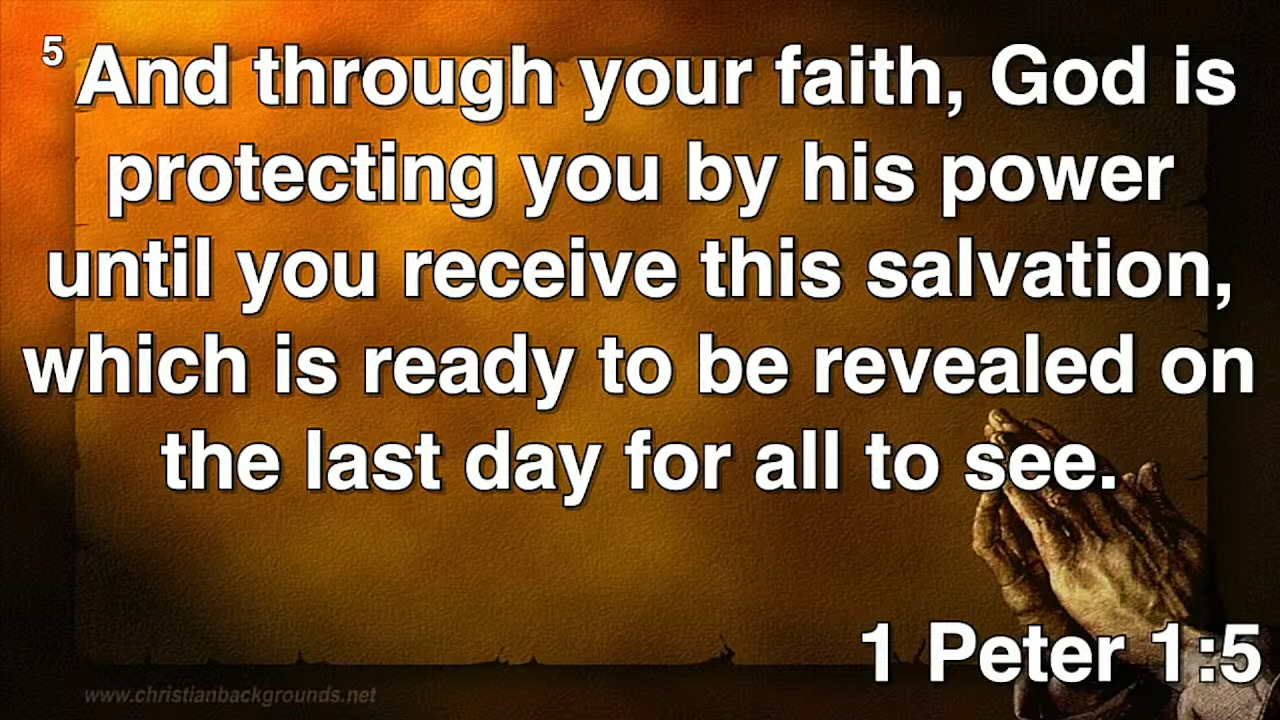 5 And through your faith, God is
protecting you by his power
until you receive this salvation,
which is ready to be revealed on
the last day for all to see.
1 Peter 1:5
www.christianbackgrounds.net